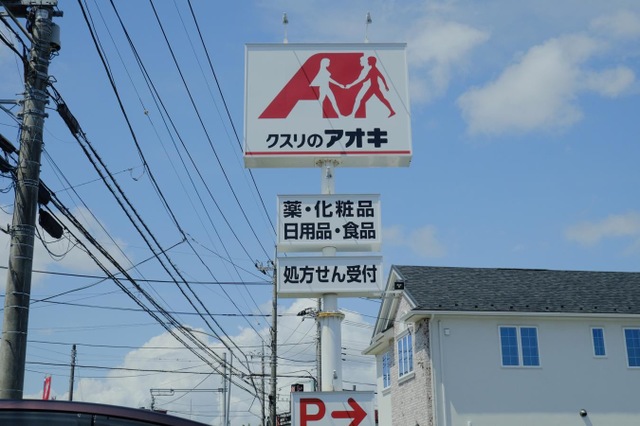 クスリのアオキ
薬・化粧品
日用品・食品
処方せん受付
P→